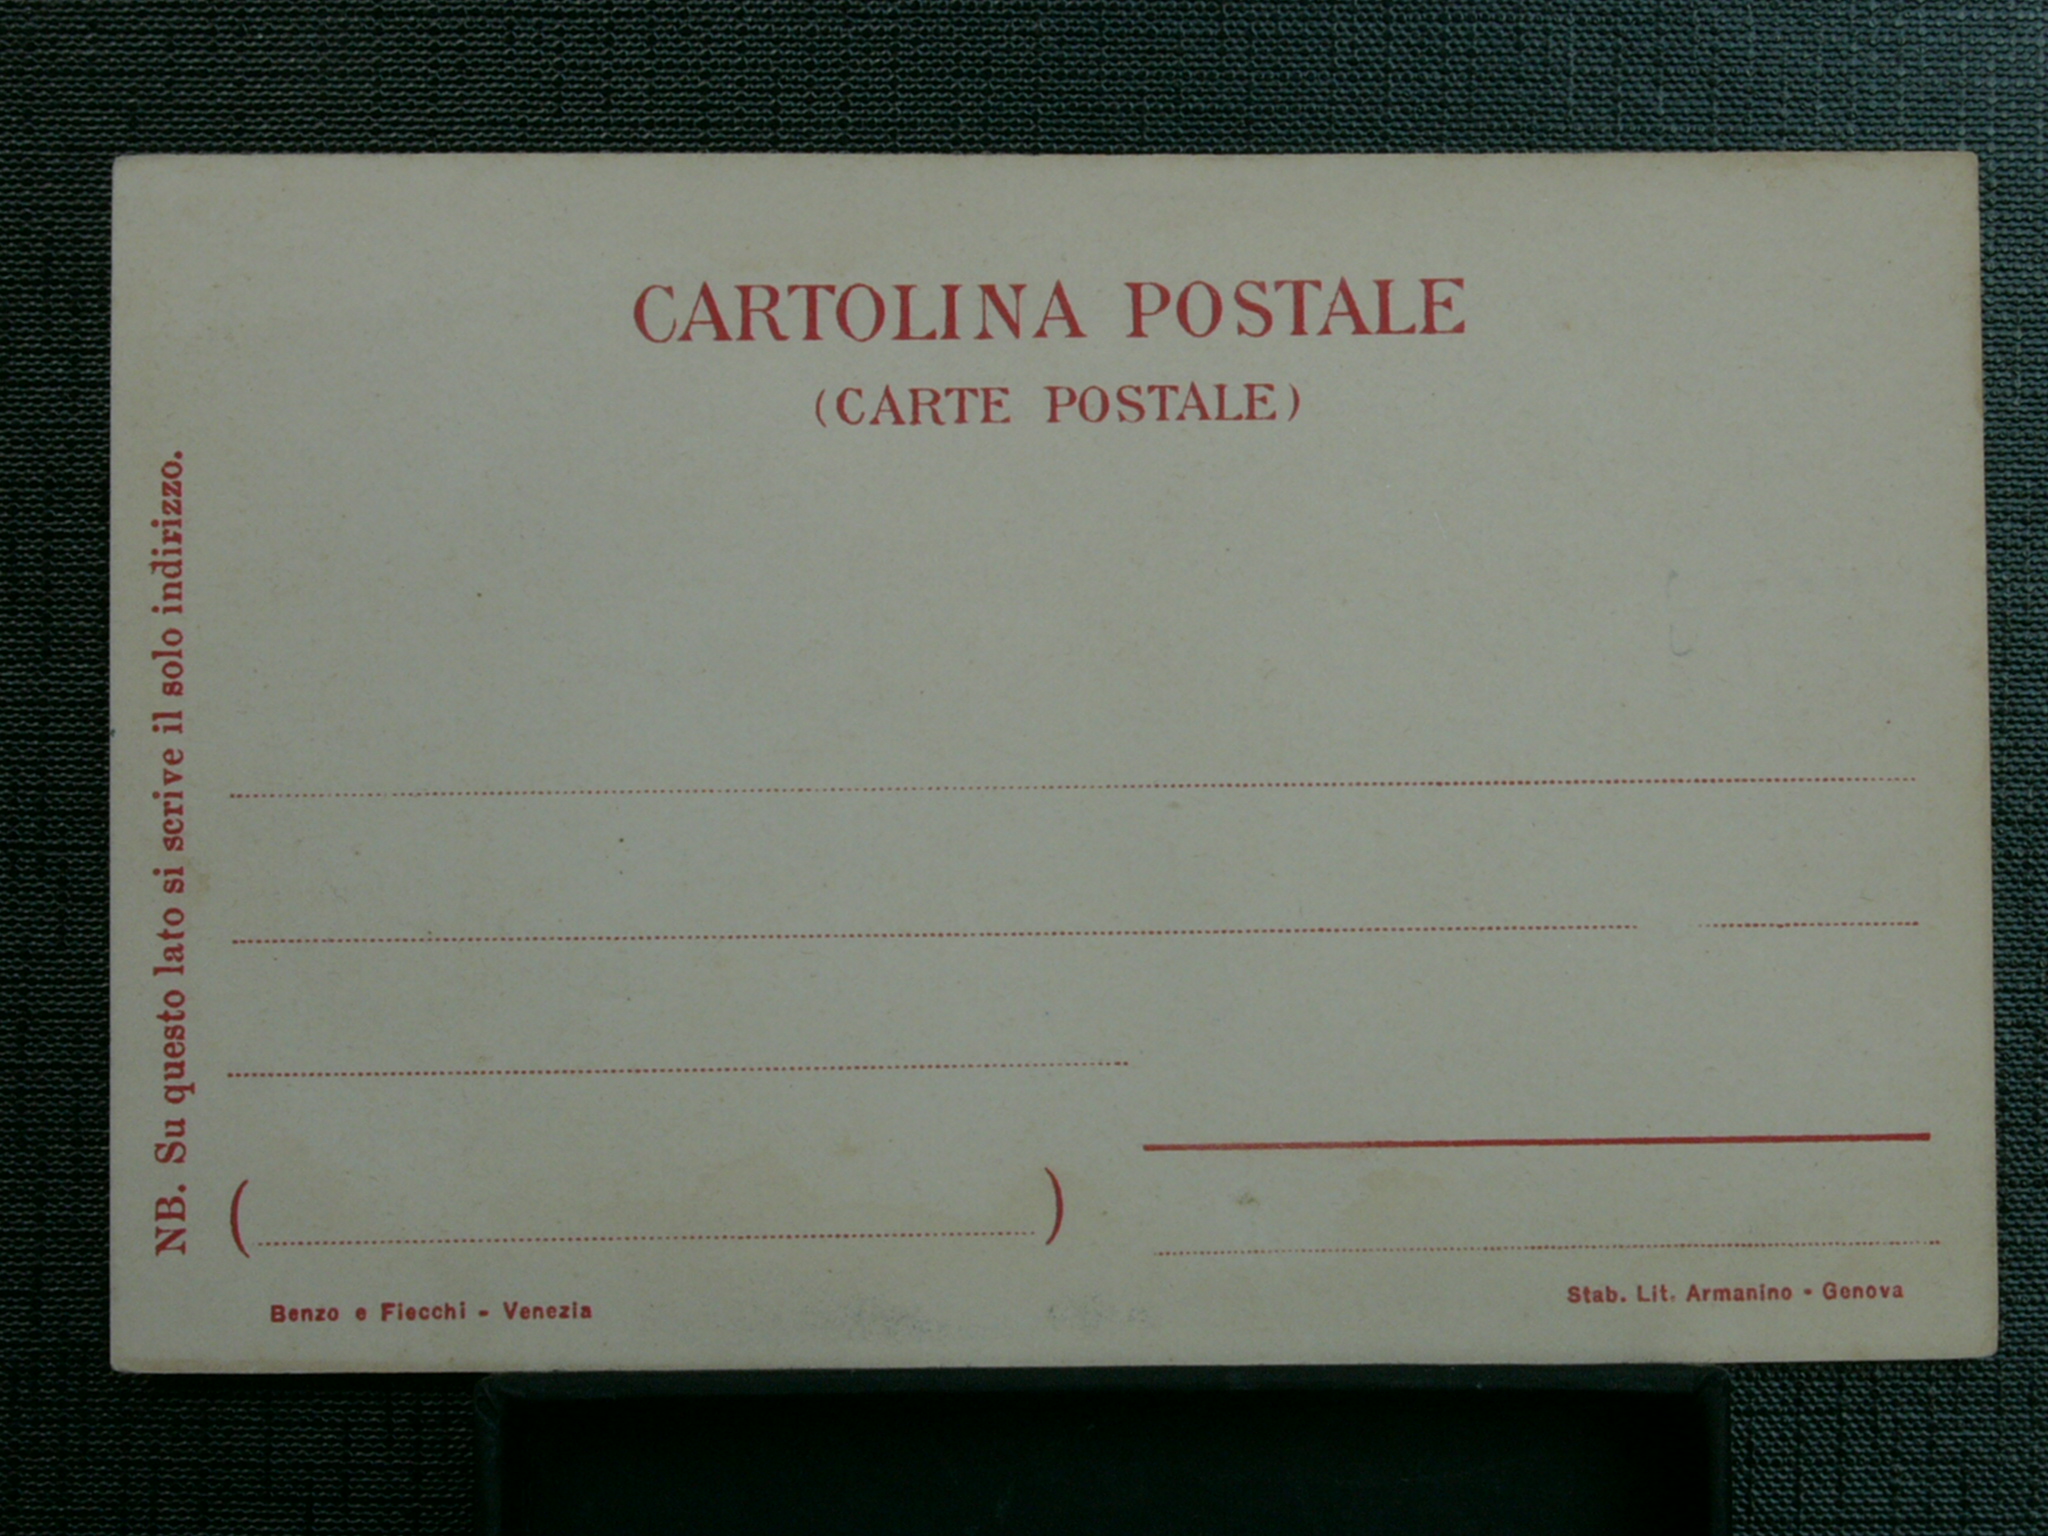 CARTOLINA POSTALE
(CARTE POSTALE)
NB. Su questo lato si scrive il solo indirizzo.
Benzo e Fiecchi - Venezia
Stab. Lit. Armanino - Genova